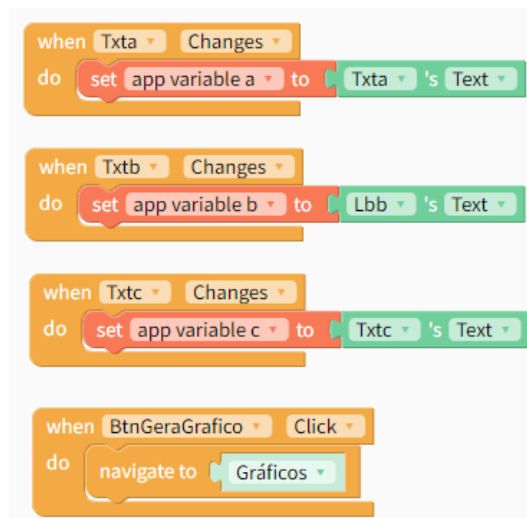 when Txta Changes
do set app variable a to Txta 's Text
when Txtb Changes
do set app variable b to Lbb 's Text
when Txtc Changes
do set app variable c to Txtc 's Text
when BtnGeraGrafico Click
do navigate to Gráficos